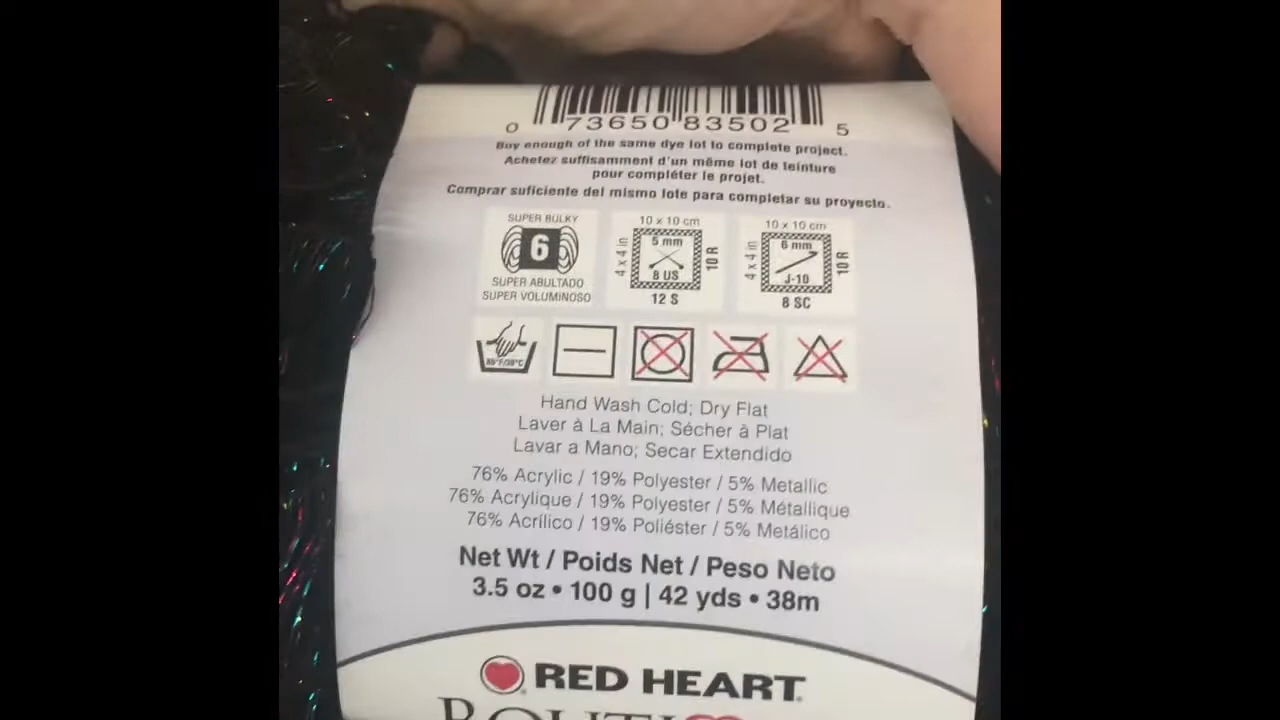 0 73650 83502 5
Buy enough of the same dye lot to complete project.
Achetez suffisamment d'un même lot de teinture
pour compléter le projet.
Comprar suficiente del mismo lote para completar su proyecto.
SUPER BULKY
6
SUPER ABULTADO
SUPER VOLUMINOSO
10 x 10 cm
4 x 4 in
5 mm
8 US
10 R
12 S
10 x 10 cm
4 x 4 in
6 mm
J-10
10 R
8 SC
Hand Wash Cold; Dry Flat
Laver à La Main; Sécher à Plat
Lavar a Mano; Secar Extendido
76% Acrylic / 19% Polyester / 5% Metallic
76% Acrylique / 19% Polyester / 5% Métallique
76% Acrílico / 19% Poliéster / 5% Metálico
Net Wt / Poids Net / Peso Neto
3.5 oz • 100 g | 42 yds • 38m
RED HEART